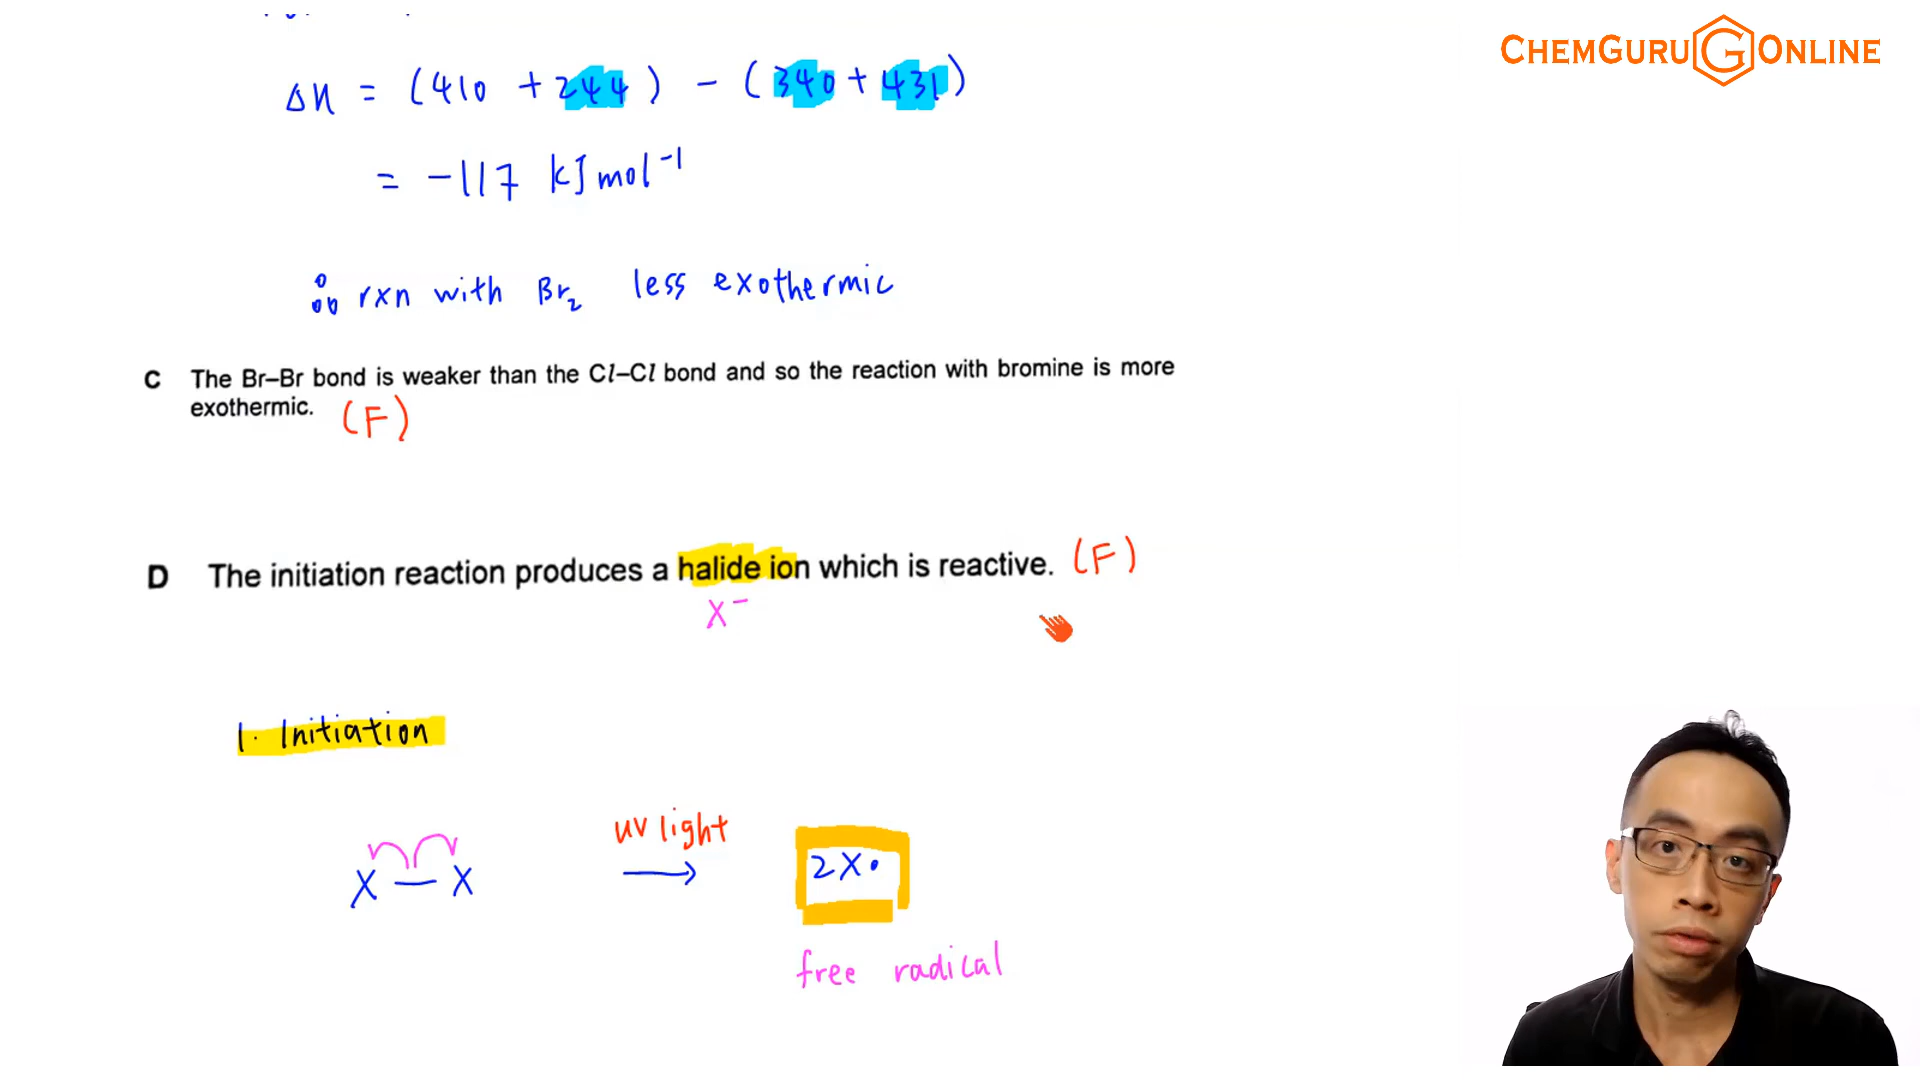 CHEMGURU G ONLINE
ΔH = (410 + 244) - (340 + 431)
= -117 kJ mol⁻¹
∴ rxn with Br₂ less exothermic
C The Br–Br bond is weaker than the Cl–Cl bond and so the reaction with bromine is more
exothermic. (F)
D The initiation reaction produces a halide ion which is reactive. (F)
X⁻
1. Initiation
uv light
X — X → 2X•
free radical